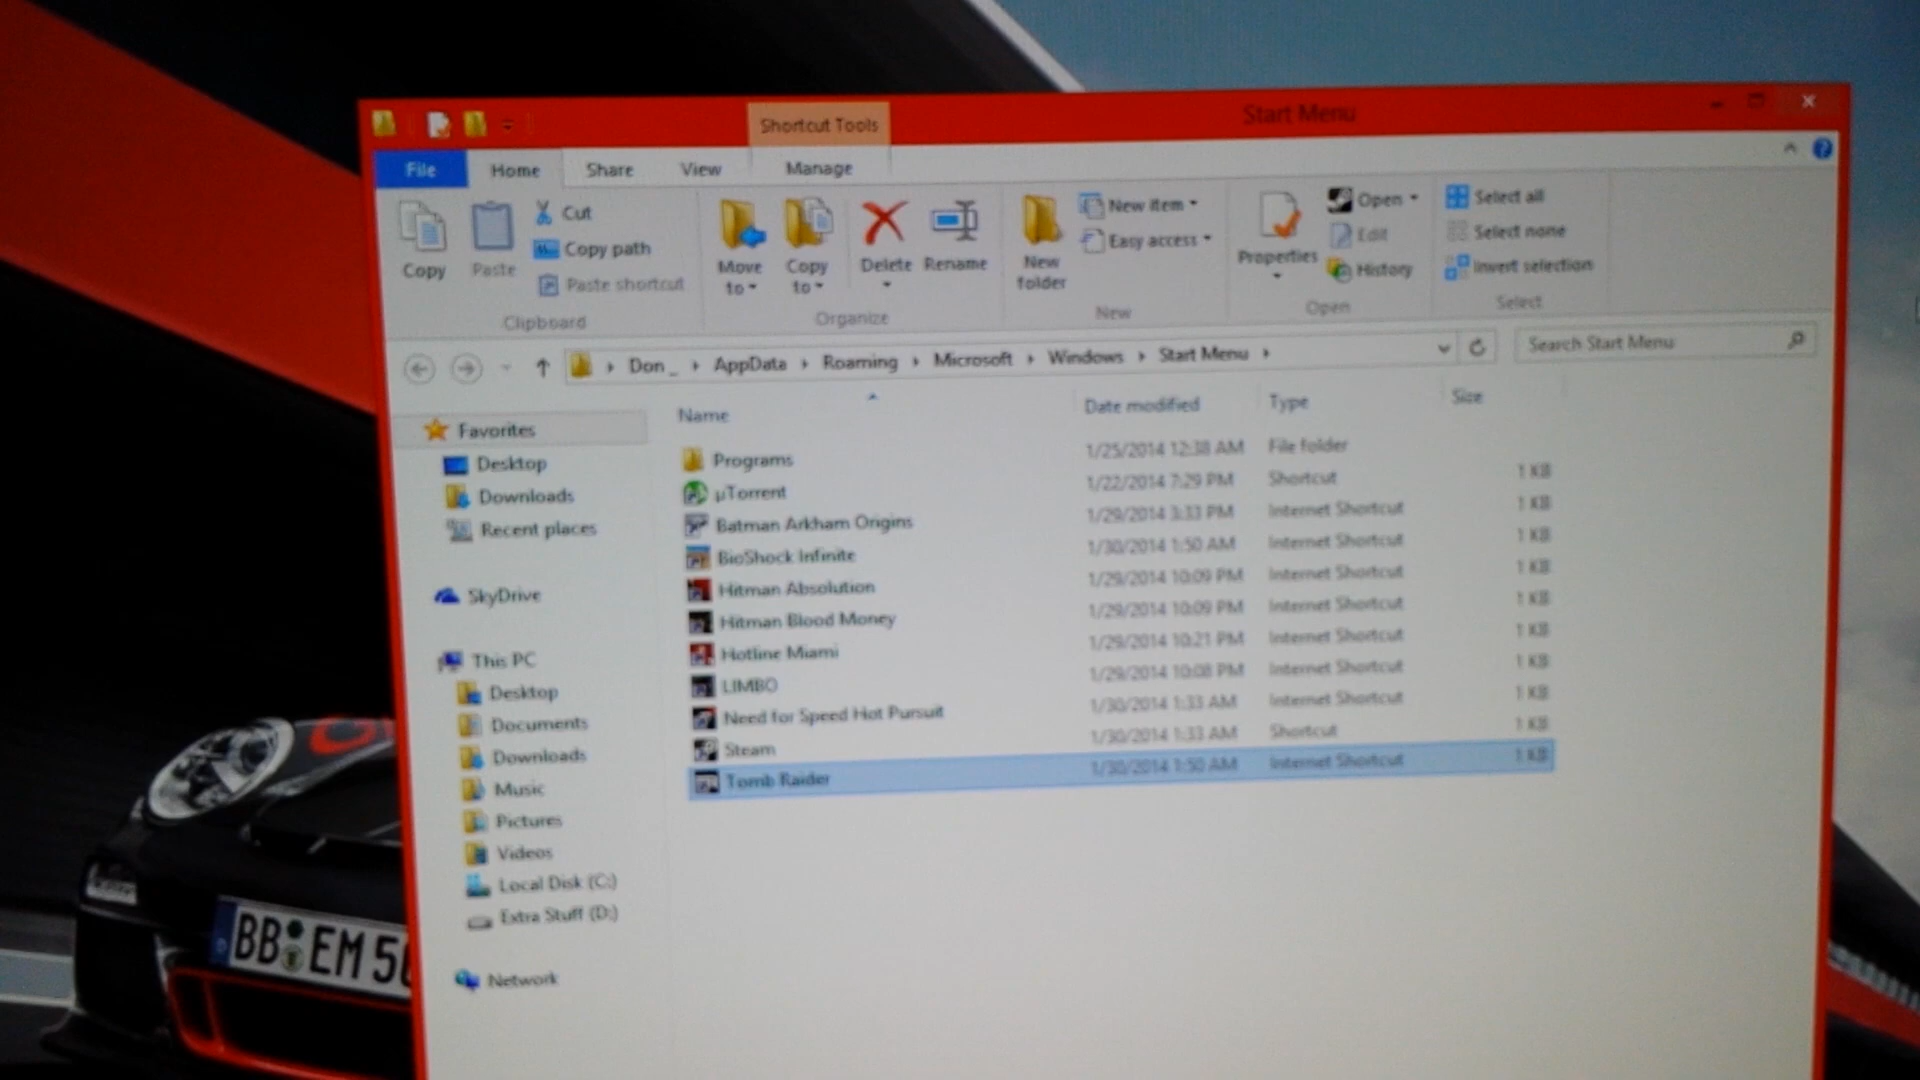 Shortcut Tools
Start Menu
File Home Share View Manage
Copy
Paste
Cut
Copy path
Paste shortcut
Clipboard
Move to
Copy to
Delete
Rename
Organize
New folder
New item
Easy access
New
Properties
Open
Edit
History
Open
Select all
Select none
Invert selection
Select
Don _ AppData Roaming Microsoft Windows Start Menu
Search Start Menu
Favorites
Desktop
Downloads
Recent places
SkyDrive
This PC
Desktop
Documents
Downloads
Music
Pictures
Videos
Local Disk (C:)
Extra Stuff (D:)
Network
Name Date modified Type Size
Programs 1/25/2014 12:38 AM File folder
µTorrent 1/22/2014 7:29 PM Shortcut 1 KB
Batman Arkham Origins 1/29/2014 3:33 PM Internet Shortcut 1 KB
BioShock Infinite 1/30/2014 1:50 AM Internet Shortcut 1 KB
Hitman Absolution 1/29/2014 10:09 PM Internet Shortcut 1 KB
Hitman Blood Money 1/29/2014 10:09 PM Internet Shortcut 1 KB
Hotline Miami 1/29/2014 10:21 PM Internet Shortcut 1 KB
LIMBO 1/29/2014 10:08 PM Internet Shortcut 1 KB
Need for Speed Hot Pursuit 1/30/2014 1:33 AM Internet Shortcut 1 KB
Steam 1/30/2014 1:33 AM Shortcut 1 KB
Tomb Raider 1/30/2014 1:50 AM Internet Shortcut 1 KB
BB EM 50